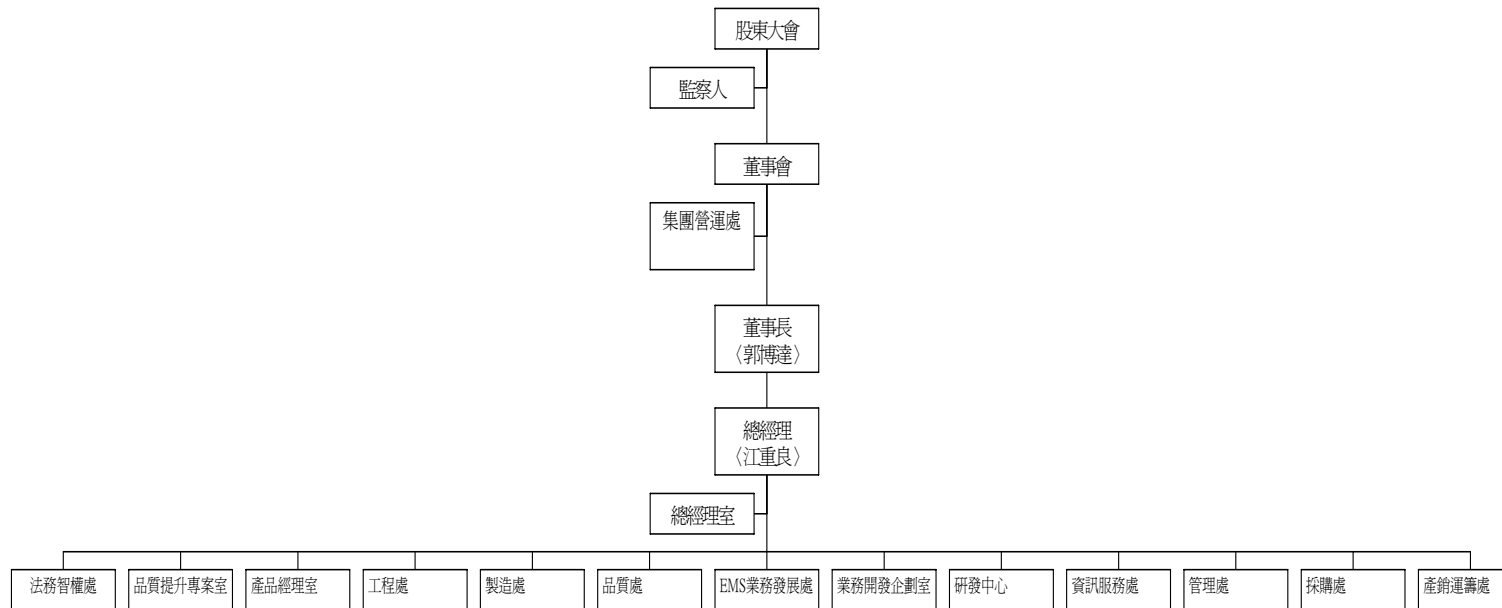 股東大會
監察人
董事會
集團營運處
董事長
〈郭博達〉
總經理
〈江重良〉
總經理室
法務智權處
品質提升專案室
產品經理室
工程處
製造處
品質處
EMS業務發展處
業務開發企劃室
研發中心
資訊服務處
管理處
採購處
產銷運籌處